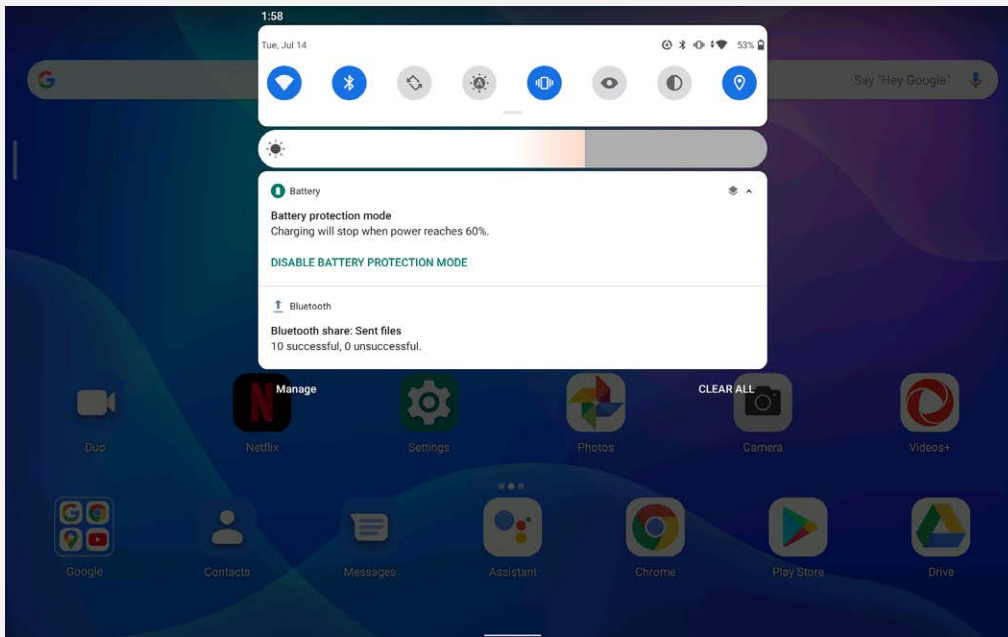 1:58
Tue, Jul 14
53%
Say "Hey Google"
Battery
Battery protection mode
Charging will stop when power reaches 60%.
DISABLE BATTERY PROTECTION MODE
Bluetooth
Bluetooth share: Sent files
10 successful, 0 unsuccessful.
Manage
CLEAR ALL
Duo
Netflix
Settings
Photos
Camera
Videos+
Google
Contacts
Messages
Assistant
Chrome
Play Store
Drive